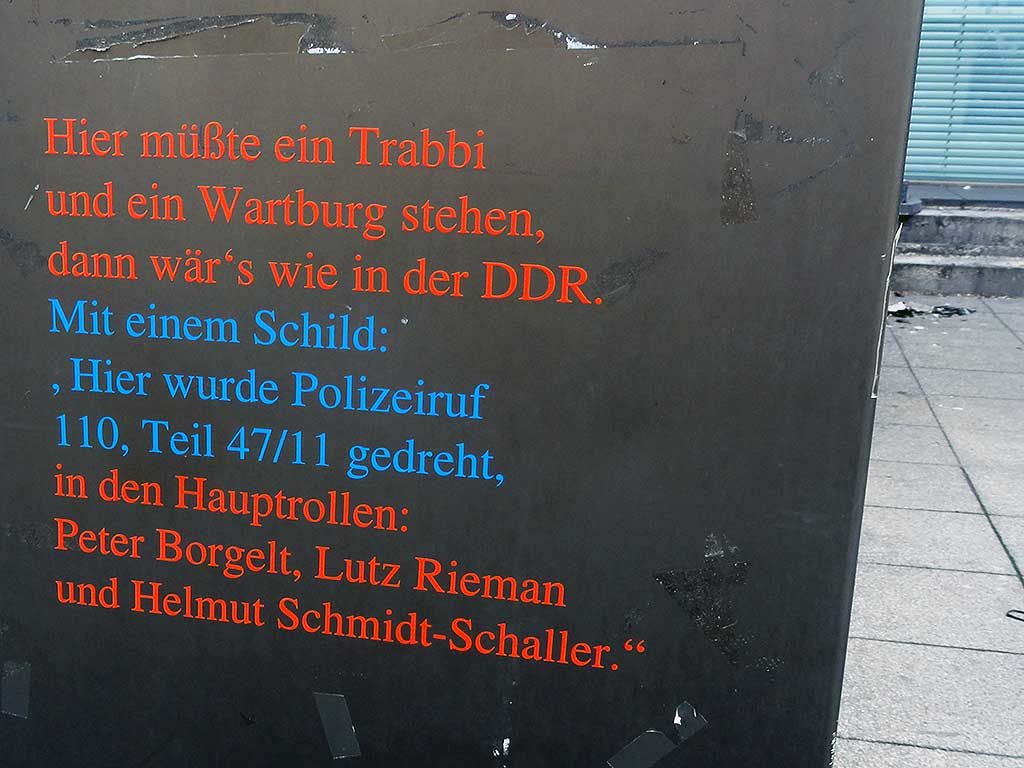 Hier müßte ein Trabbi
und ein Wartburg stehen,
dann wär‘s wie in der DDR.
Mit einem Schild:
‚ Hier wurde Polizeiruf
110, Teil 47/11 gedreht,
in den Hauptrollen:
Peter Borgelt, Lutz Rieman
und Helmut Schmidt-Schaller.“